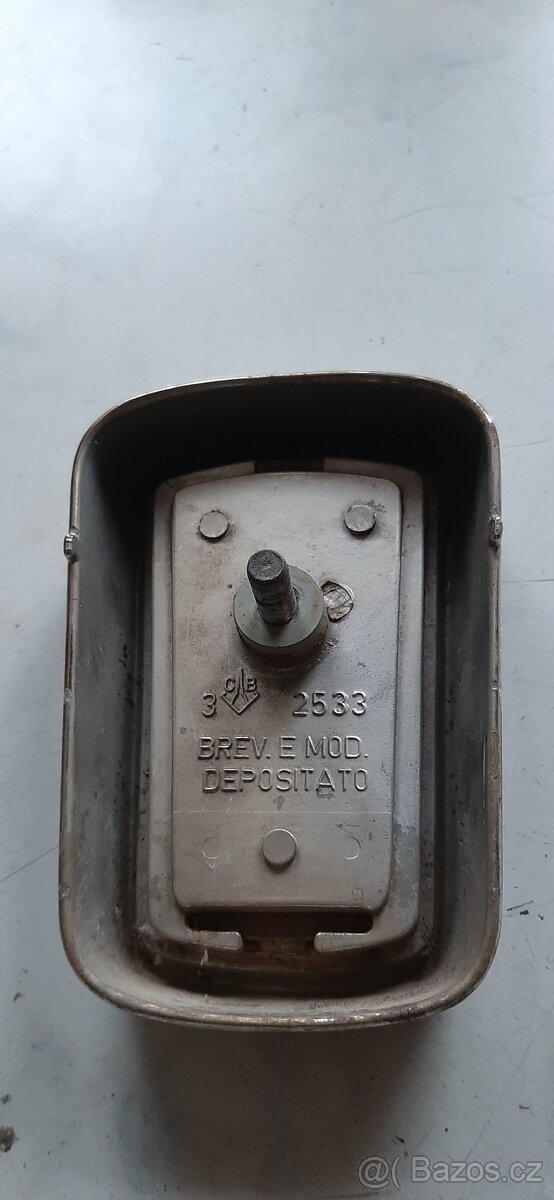 3 CB 2533
BREV. E MOD.
DEPOSITATO
@( Bazos.cz